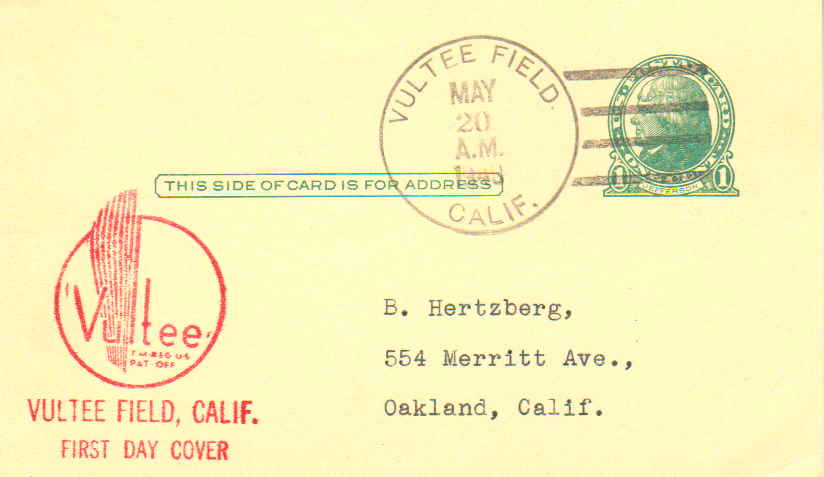 VULTEE FIELD.
MAY
20
A.M.
CALIF.
1 JEFFERSON 1
THIS SIDE OF CARD IS FOR ADDRESS
Vultee
T·M·REG·U·S
PAT·OFF
VULTEE FIELD, CALIF.
FIRST DAY COVER
B. Hertzberg,
554 Merritt Ave.,
Oakland, Calif.